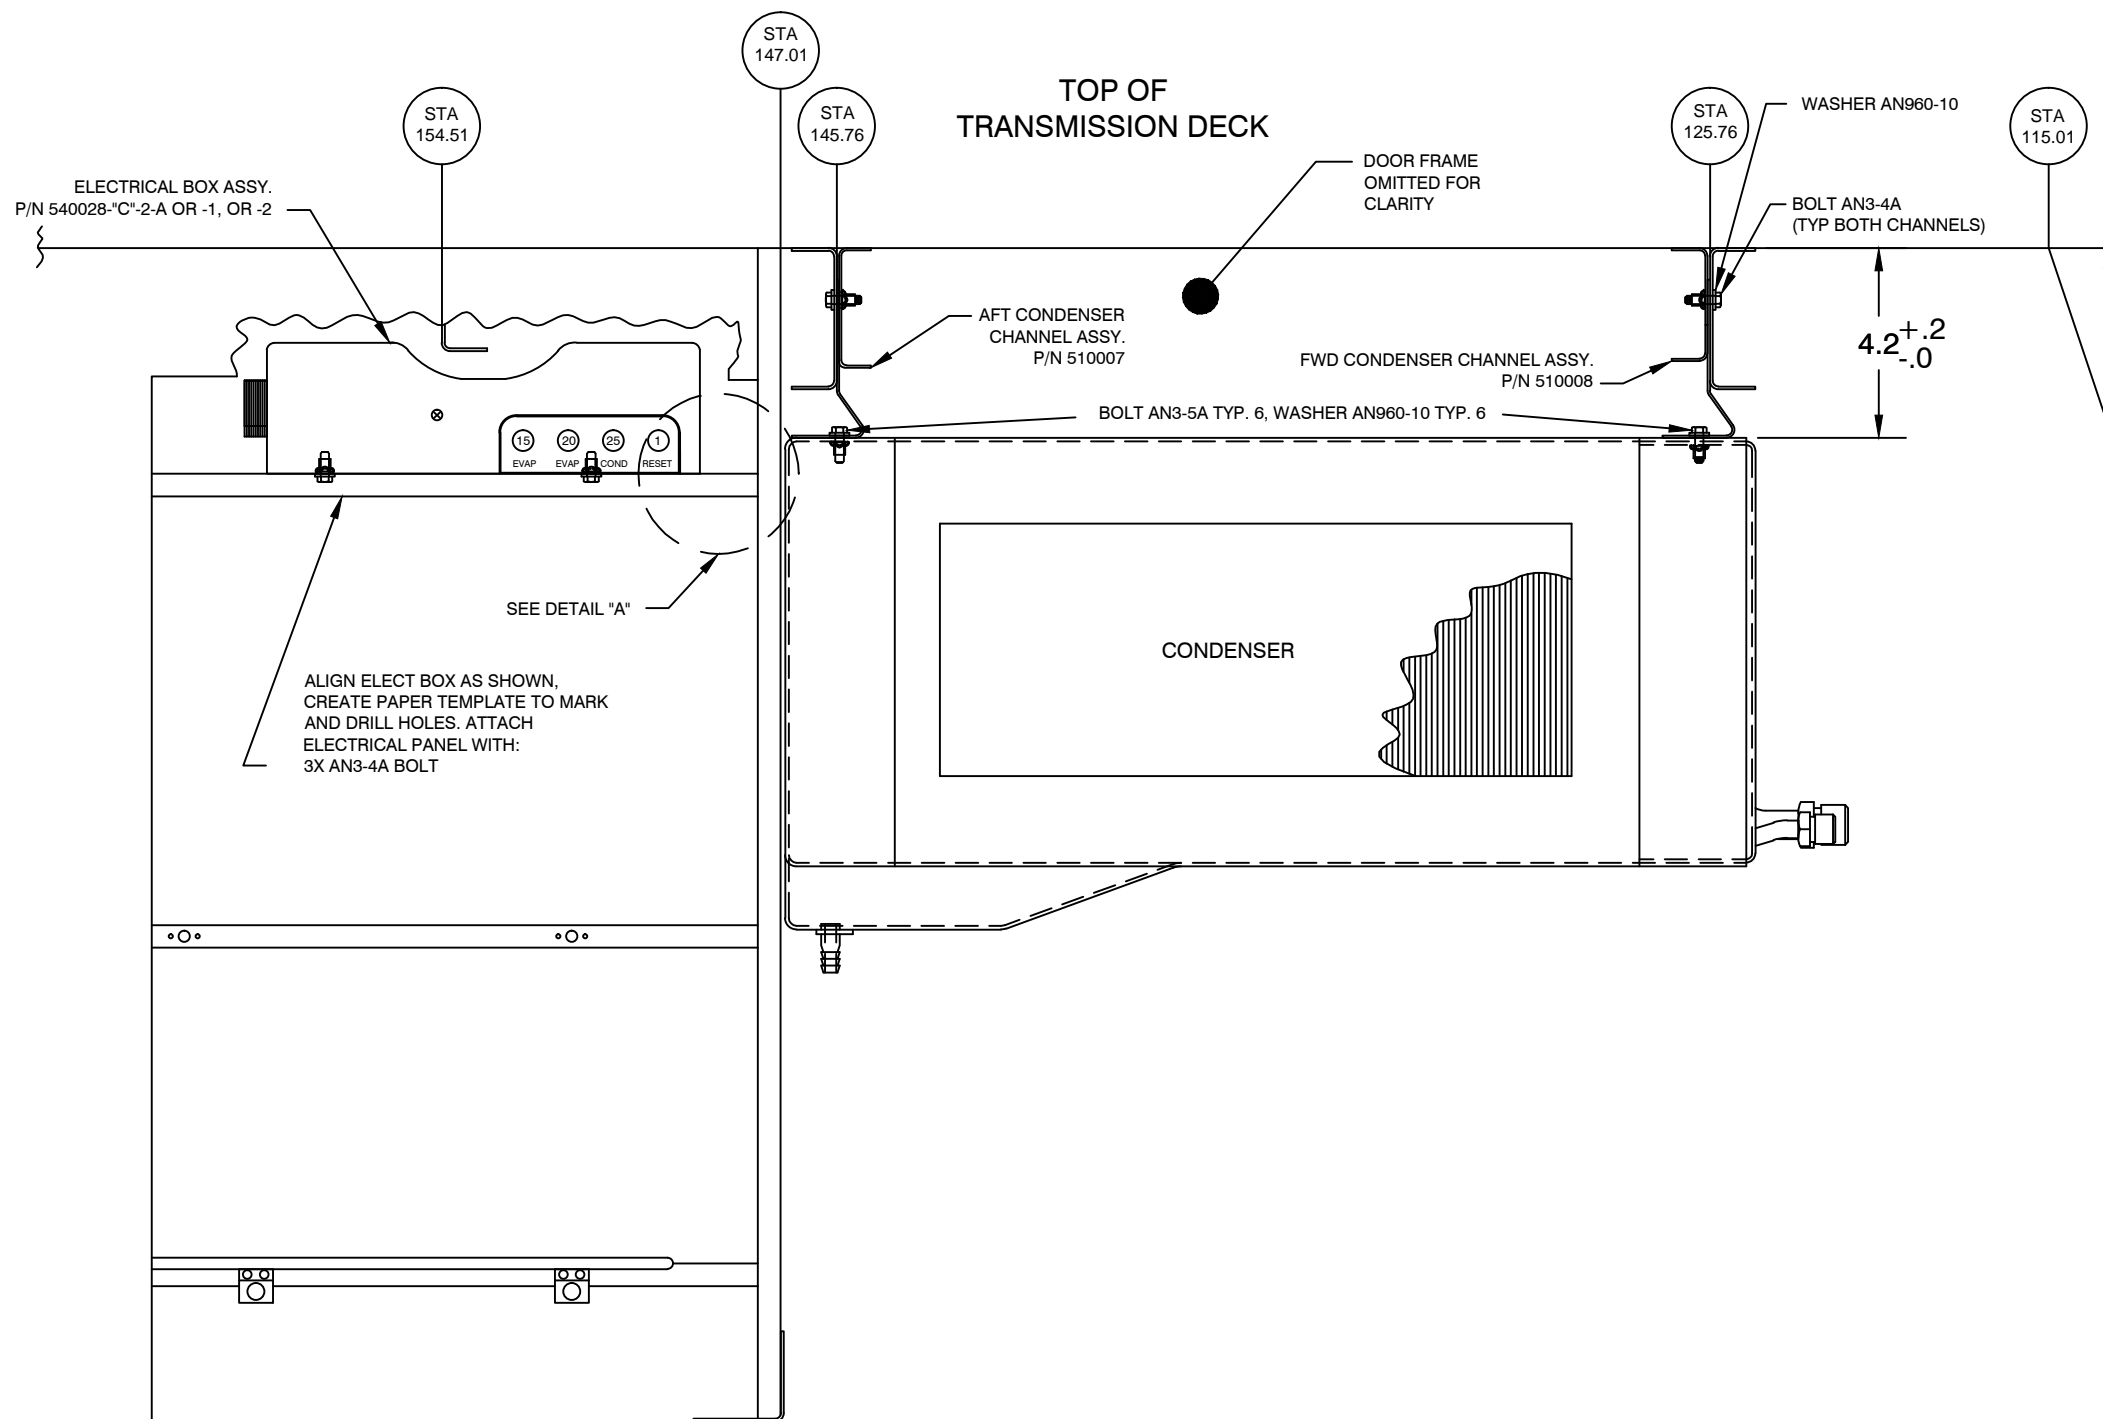 STA
147.01
TOP OF
TRANSMISSION DECK
STA
154.51
STA
145.76
STA
125.76
WASHER AN960-10
STA
115.01
ELECTRICAL BOX ASSY.
P/N 540028-"C"-2-A OR -1, OR -2
DOOR FRAME
OMITTED FOR
CLARITY
BOLT AN3-4A
(TYP BOTH CHANNELS)
AFT CONDENSER
CHANNEL ASSY.
P/N 510007
FWD CONDENSER CHANNEL ASSY.
P/N 510008
4.2 +.2
-.0
BOLT AN3-5A TYP. 6, WASHER AN960-10 TYP. 6
15 20 25 1
EVAP EVAP COND RESET
SEE DETAIL "A"
CONDENSER
ALIGN ELECT BOX AS SHOWN,
CREATE PAPER TEMPLATE TO MARK
AND DRILL HOLES. ATTACH
ELECTRICAL PANEL WITH:
3X AN3-4A BOLT